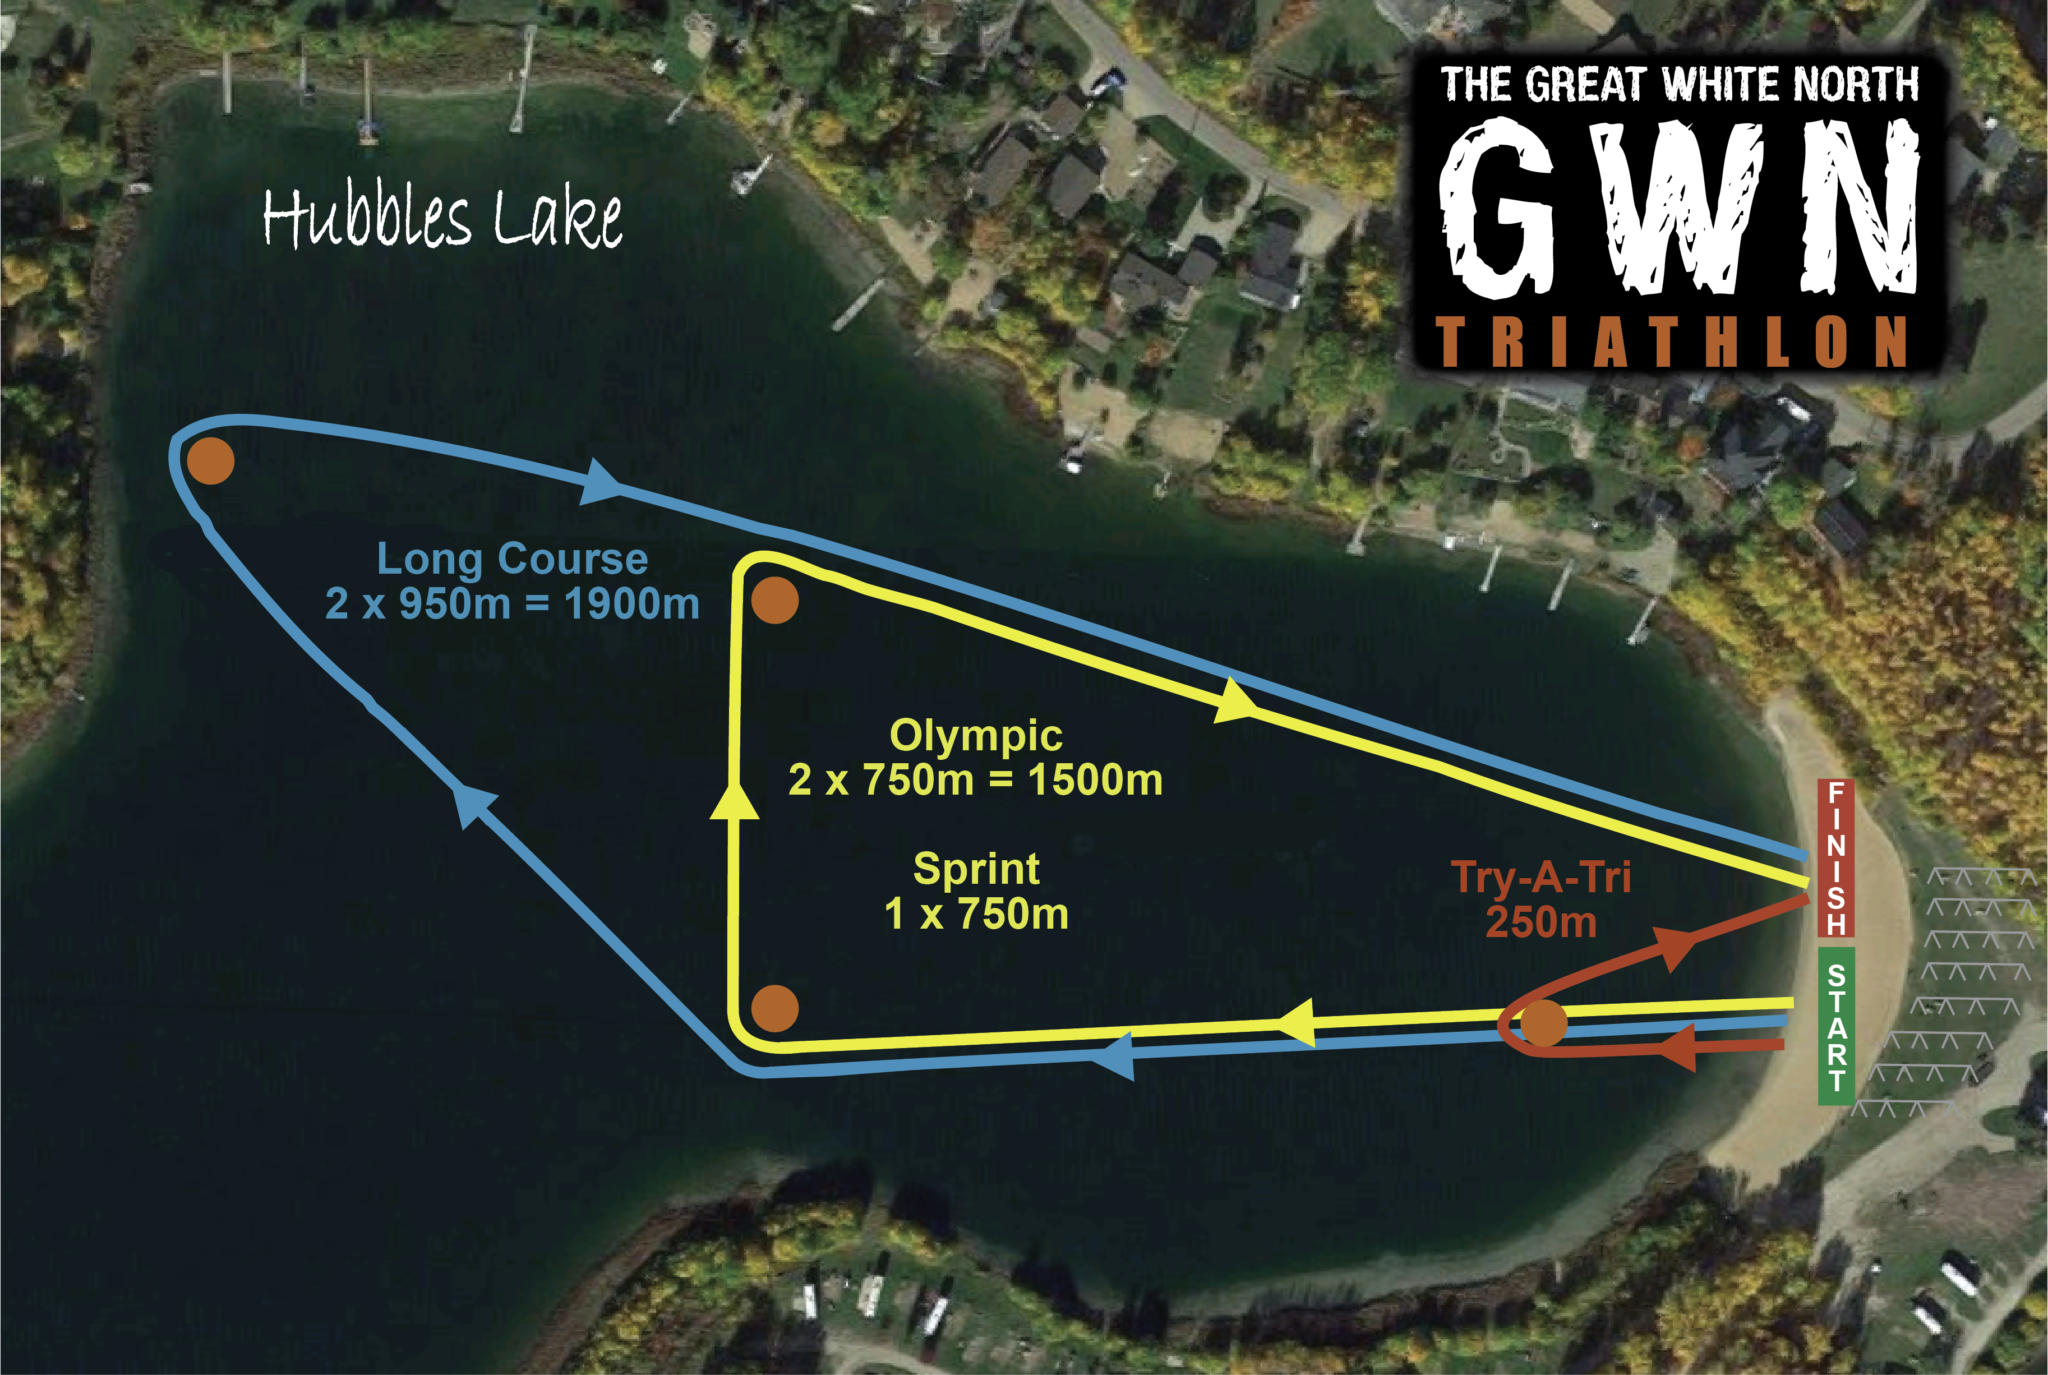 THE GREAT WHITE NORTH
GWN
TRIATHLON
Hubbles Lake
Long Course
2 x 950m = 1900m
Olympic
2 x 750m = 1500m
Sprint
1 x 750m
Try-A-Tri
250m
FINISH
START